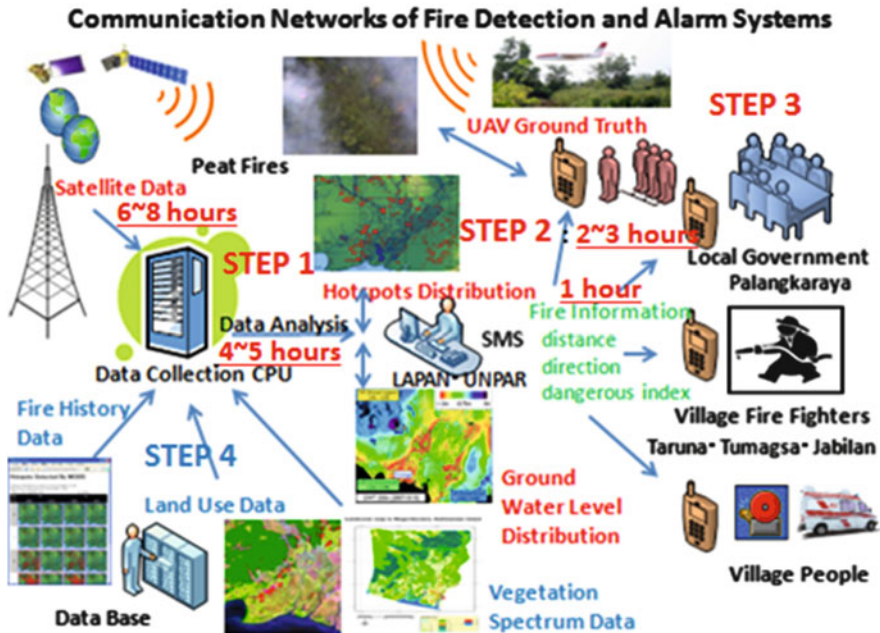 Communication Networks of Fire Detection and Alarm Systems
Peat Fires
UAV Ground Truth
STEP 3
Satellite Data
6~8 hours
STEP 1
STEP 2
: 2~3 hours
Local Government
Palangkaraya
Hotspots Distribution
1 hour
Data Analysis
4~5 hours
SMS
Fire Information
distance
direction
dangerous index
Data Collection CPU
LAPAN- UNPAR
Village Fire Fighters
Taruna- Tumagsa- Jabilan
Fire History
Data
STEP 4
Land Use Data
Ground
Water Level
Distribution
Data Base
Vegetation
Spectrum Data
Village People